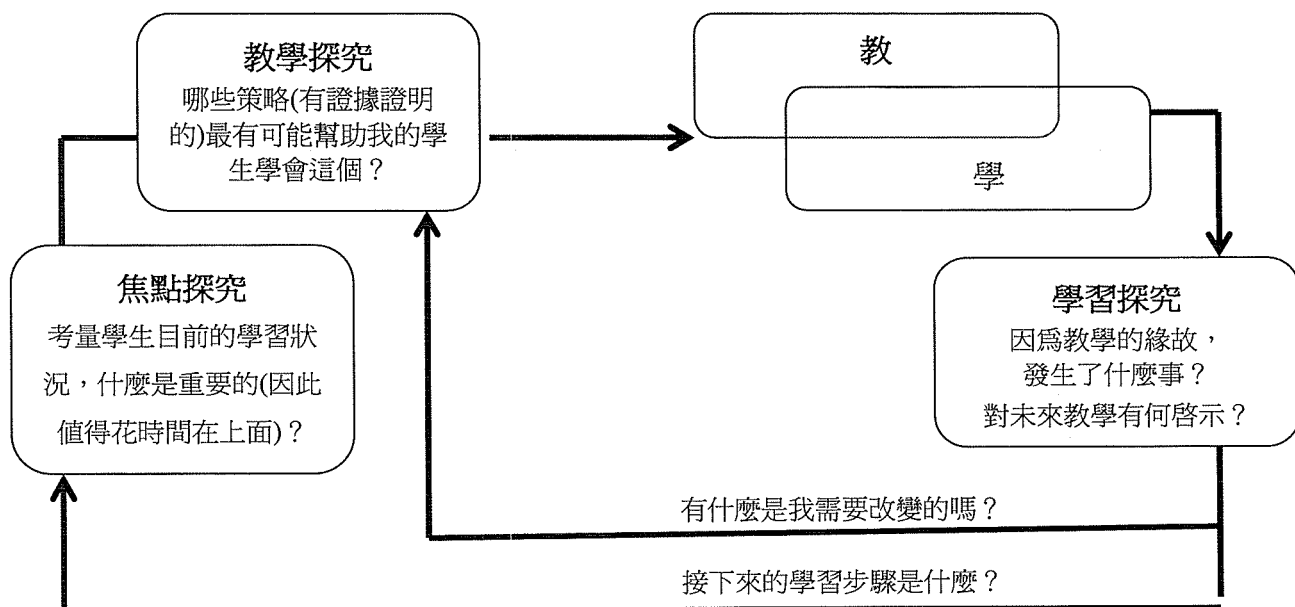 教學探究
哪些策略(有證據證明
的)最有可能幫助我的學
生學會這個？
教
學
焦點探究
考量學生目前的學習狀
況，什麼是重要的(因此
值得花時間在上面)？
學習探究
因爲教學的緣故，
發生了什麼事？
對未來教學有何啓示？
有什麼是我需要改變的嗎？
接下來的學習步驟是什麼？